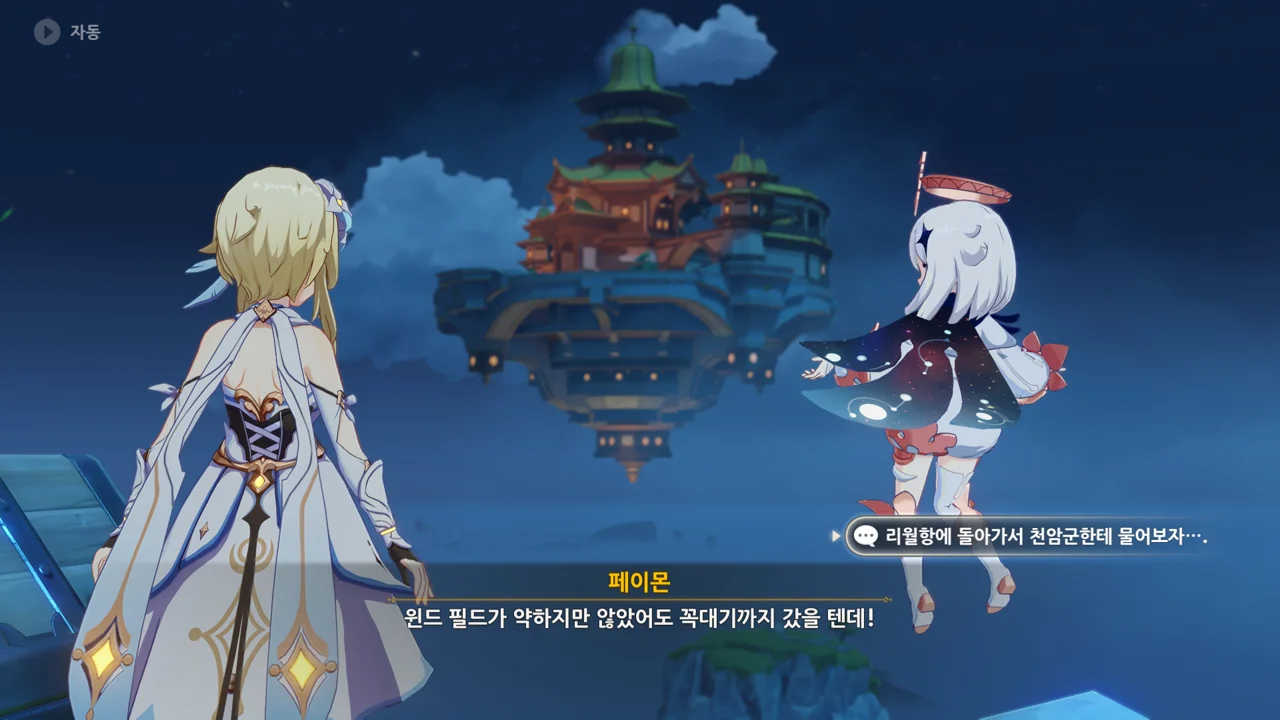 자동
리월항에 돌아가서 천암군한테 물어보자….
페이몬
윈드 필드가 약하지만 않았어도 꼭대기까지 갔을 텐데!